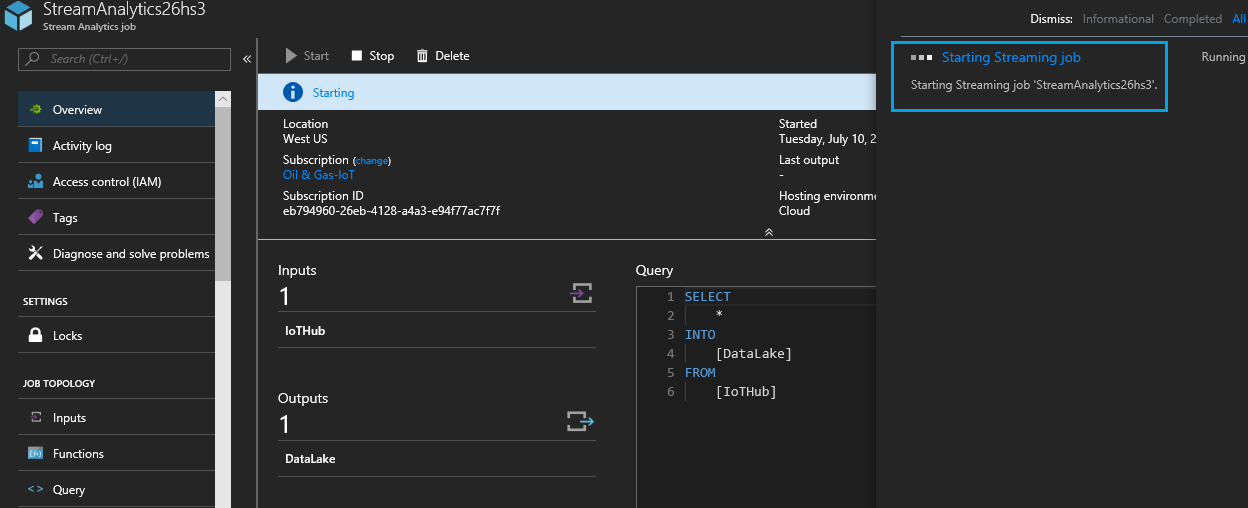 StreamAnalytics26hs3
Stream Analytics job
Search (Ctrl+/)
«
Overview
Activity log
Access control (IAM)
Tags
Diagnose and solve problems
SETTINGS
Locks
JOB TOPOLOGY
Inputs
Functions
Query
Start
Stop
Delete
Starting
Location
West US
Subscription (change)
Oil & Gas-IoT
Subscription ID
eb794960-26eb-4128-a4a3-e94f77ac7f7f
Started
Tuesday, July 10, 2
Last output
-
Hosting environme
Cloud
Inputs
1
IoTHub
Outputs
1
DataLake
Query
1 SELECT
2 *
3 INTO
4 [DataLake]
5 FROM
6 [IoTHub]
Dismiss: Informational Completed All
Starting Streaming job
Running
Starting Streaming job 'StreamAnalytics26hs3'.